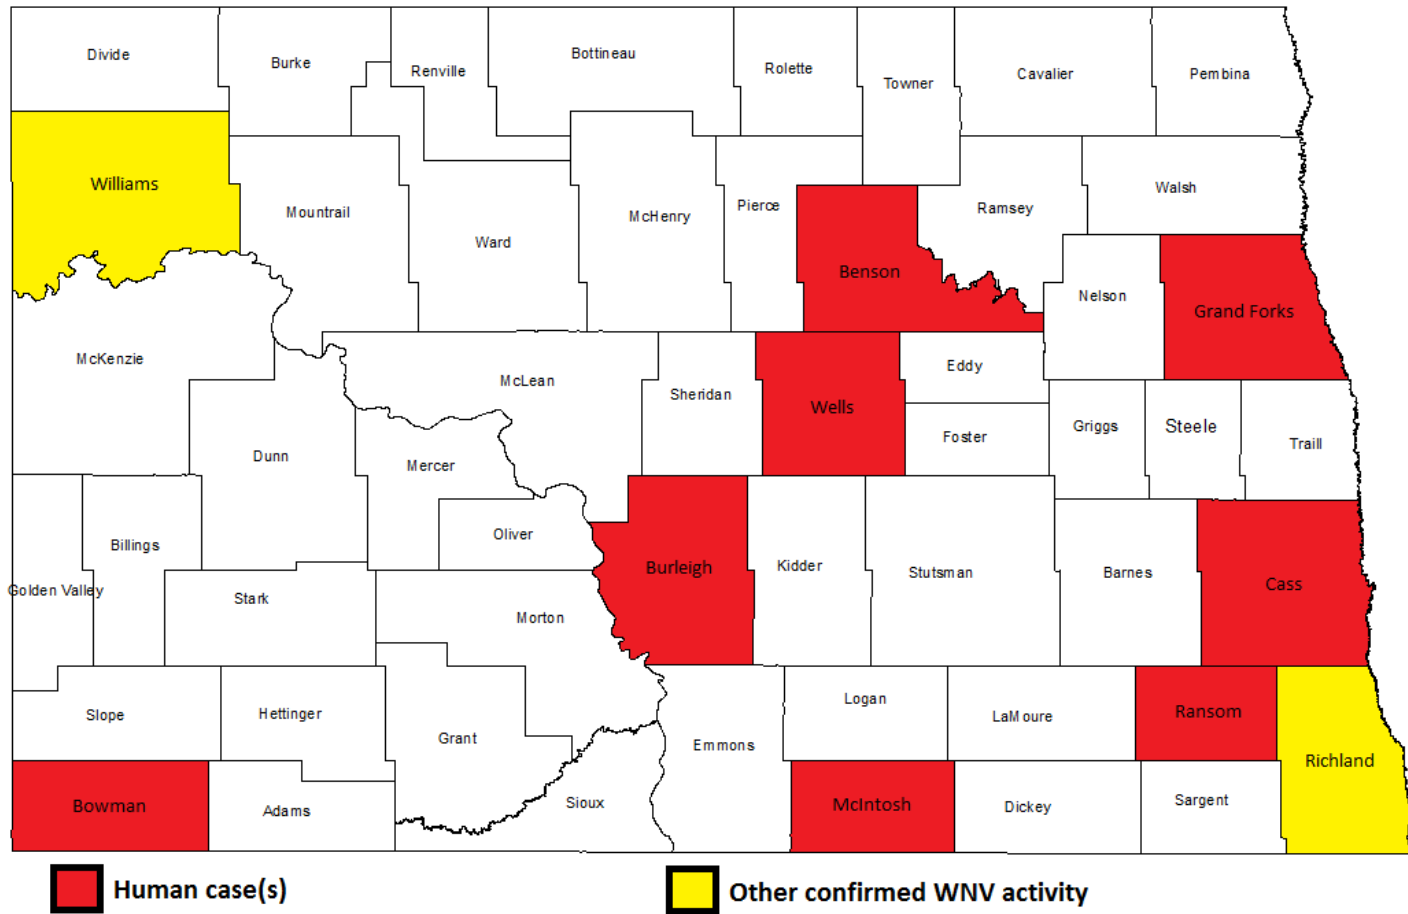 Divide
Burke
Renville
Bottineau
Rolette
Towner
Cavalier
Pembina
Williams
Mountrail
Ward
McHenry
Pierce
Benson
Ramsey
Walsh
Nelson
Grand Forks
McKenzie
McLean
Sheridan
Wells
Eddy
Foster
Griggs
Steele
Traill
Dunn
Mercer
Oliver
Billings
Golden Valley
Stark
Morton
Burleigh
Kidder
Stutsman
Barnes
Cass
Slope
Hettinger
Grant
Emmons
Logan
LaMoure
Ransom
Richland
Bowman
Adams
Sioux
McIntosh
Dickey
Sargent
Human case(s)
Other confirmed WNV activity